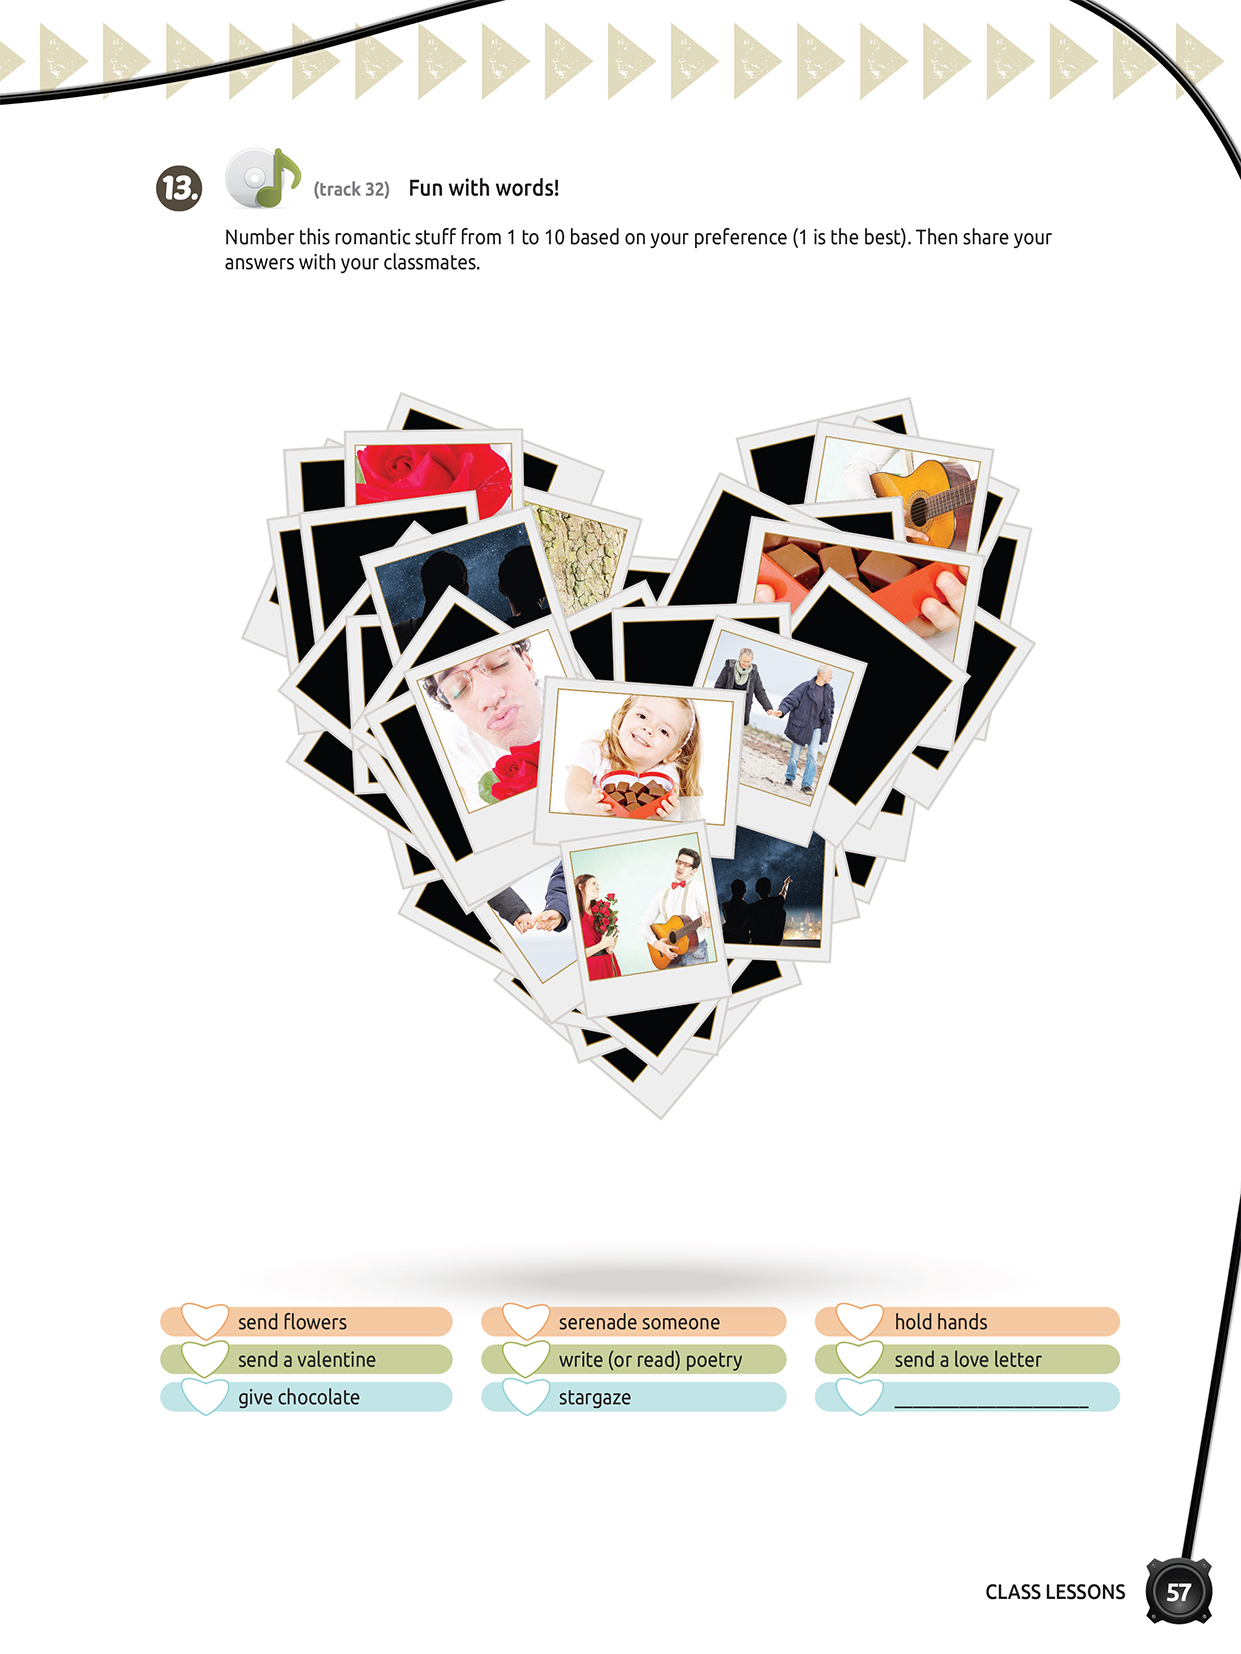 13.
(track 32) Fun with words!
Number this romantic stuff from 1 to 10 based on your preference (1 is the best). Then share your
answers with your classmates.
send flowers
serenade someone
hold hands
send a valentine
write (or read) poetry
send a love letter
give chocolate
stargaze
____________________
CLASS LESSONS
57